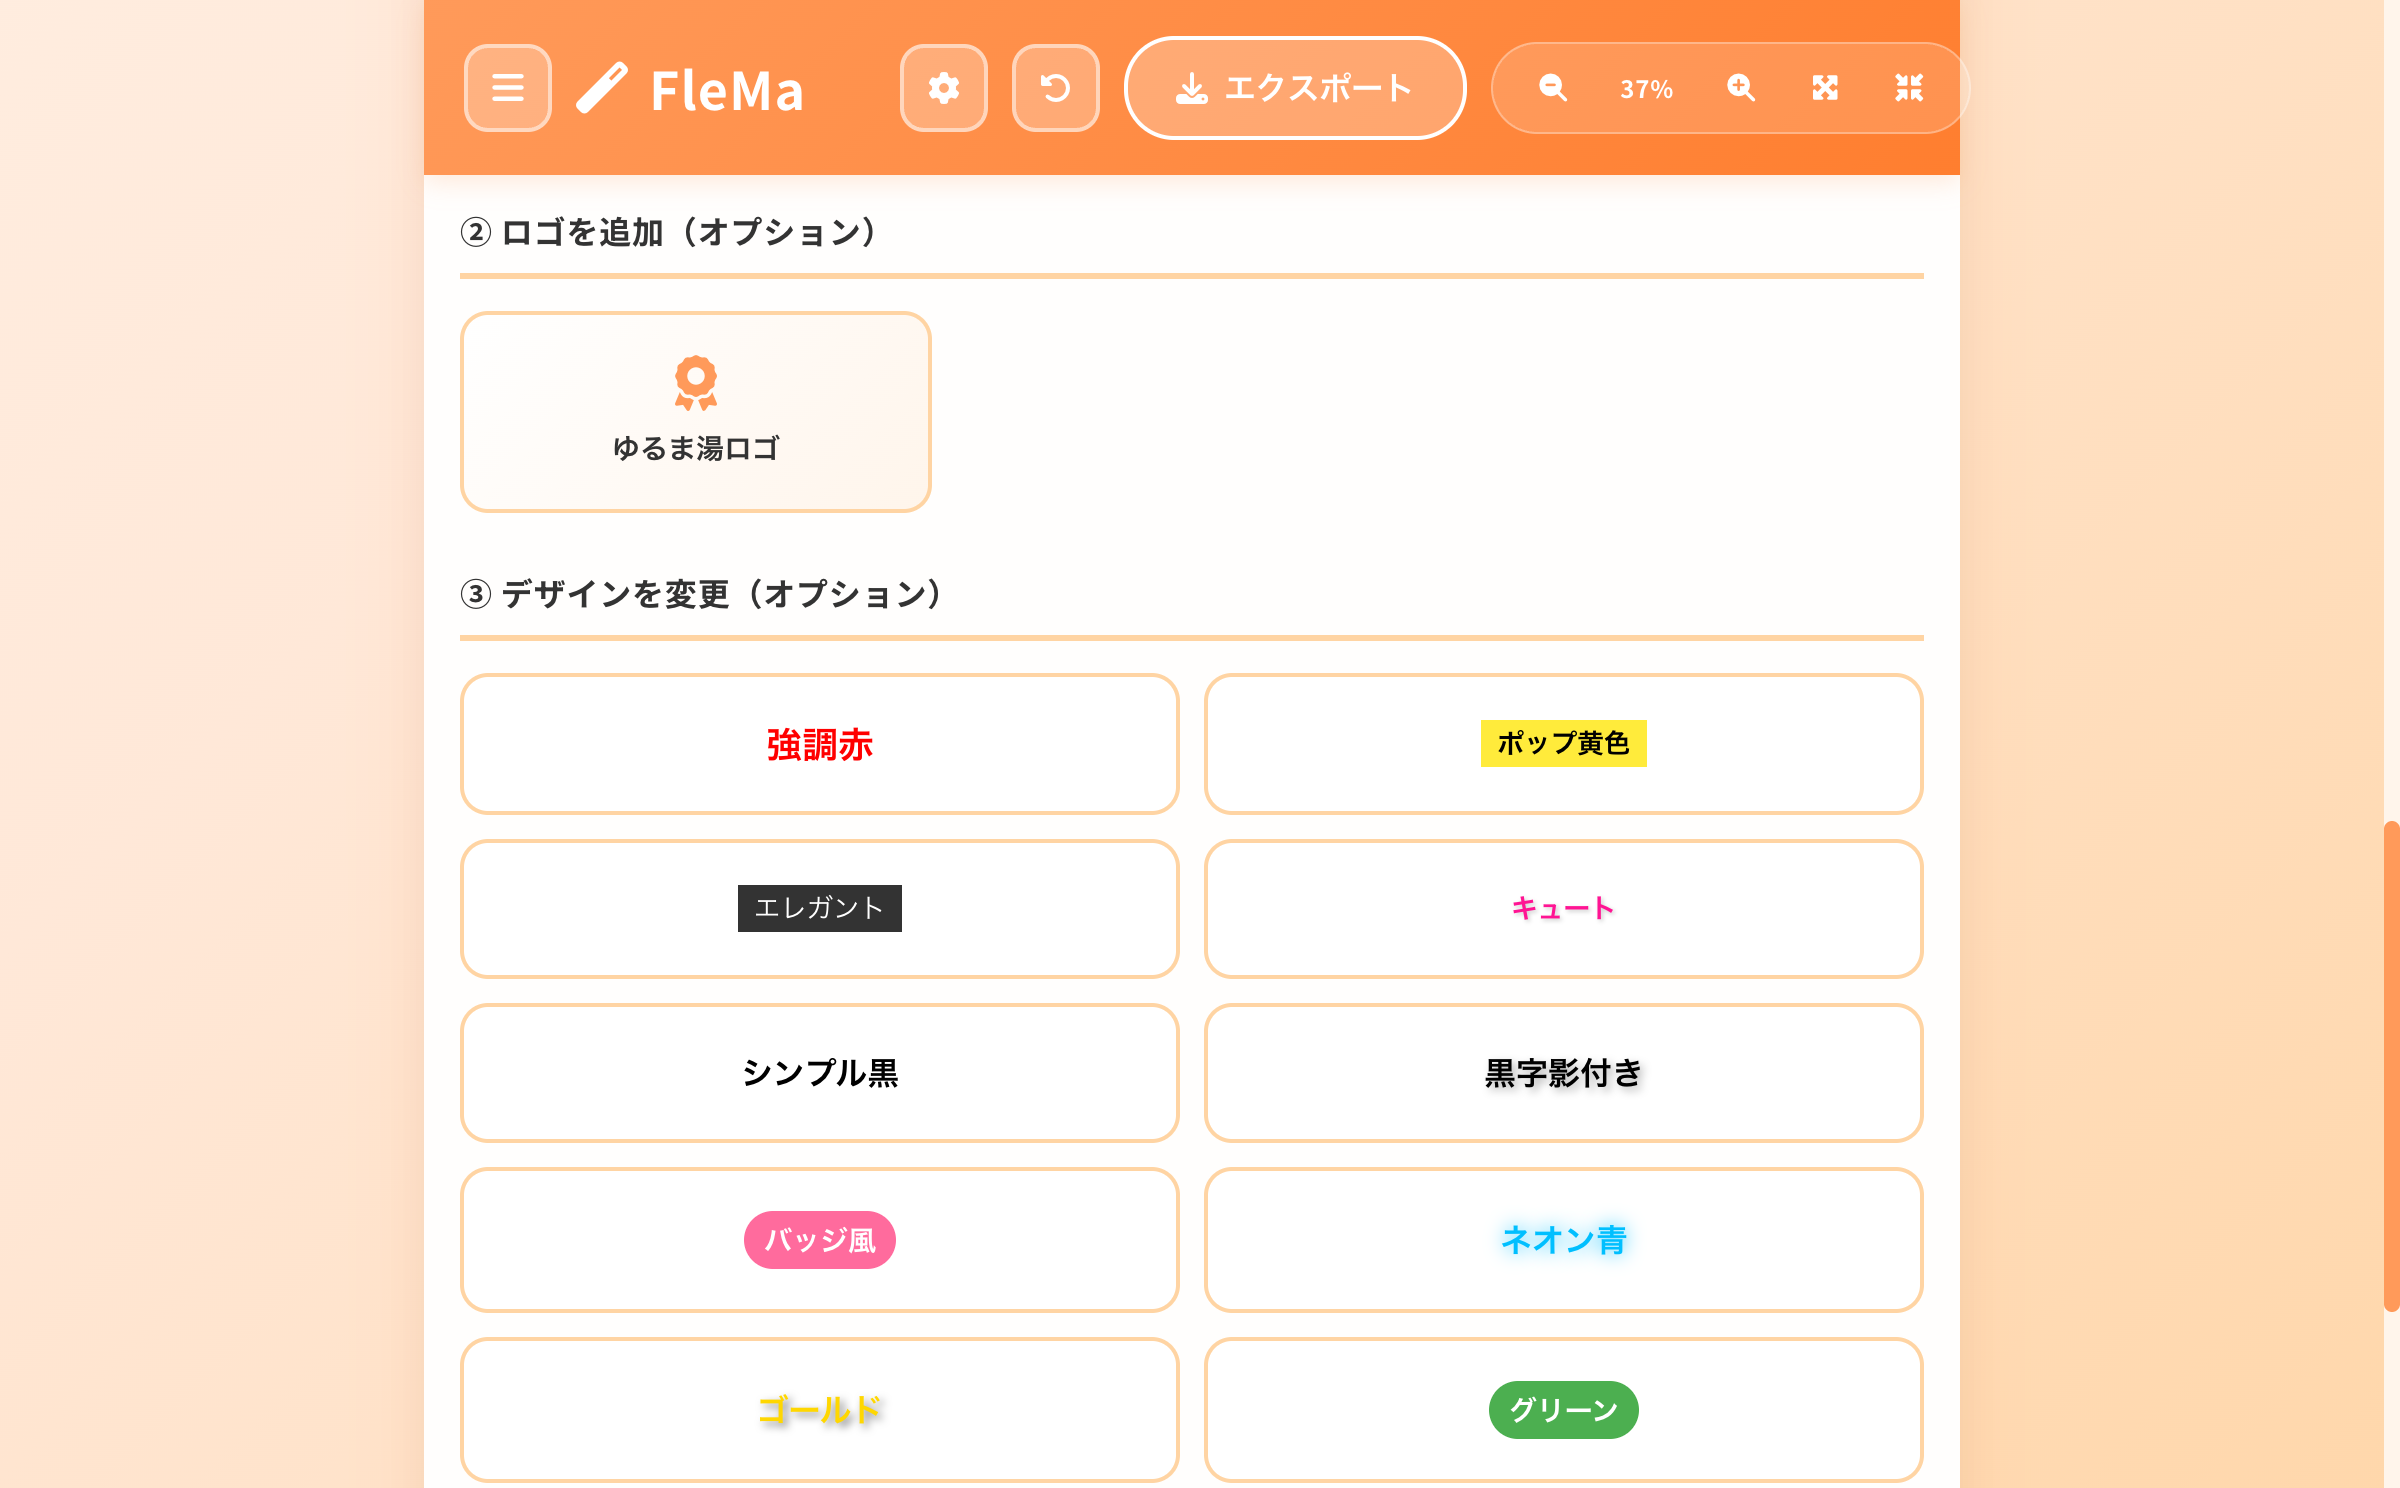 FleMa
エクスポート
37%
② ロゴを追加（オプション）
ゆるま湯ロゴ
③ デザインを変更（オプション）
強調赤
ポップ黄色
エレガント
キュート
シンプル黒
黒字影付き
バッジ風
ネオン青
ゴールド
グリーン